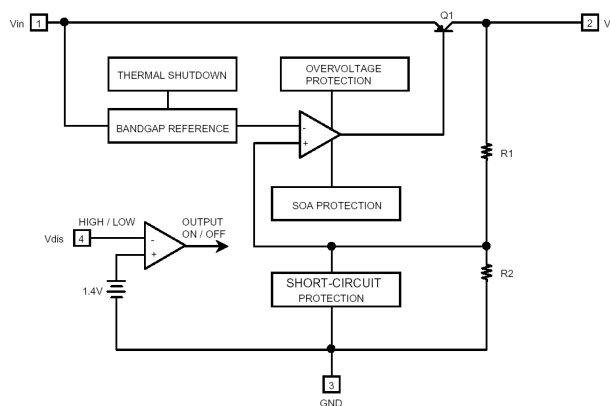 Q1
Vin 1
2 V
THERMAL SHUTDOWN
OVERVOLTAGE
PROTECTION
BANDGAP REFERENCE
-
+
R1
SOA PROTECTION
HIGH / LOW
OUTPUT
ON / OFF
Vdis 4
-
+
1.4V
SHORT-CIRCUIT
PROTECTION
R2
3
GND